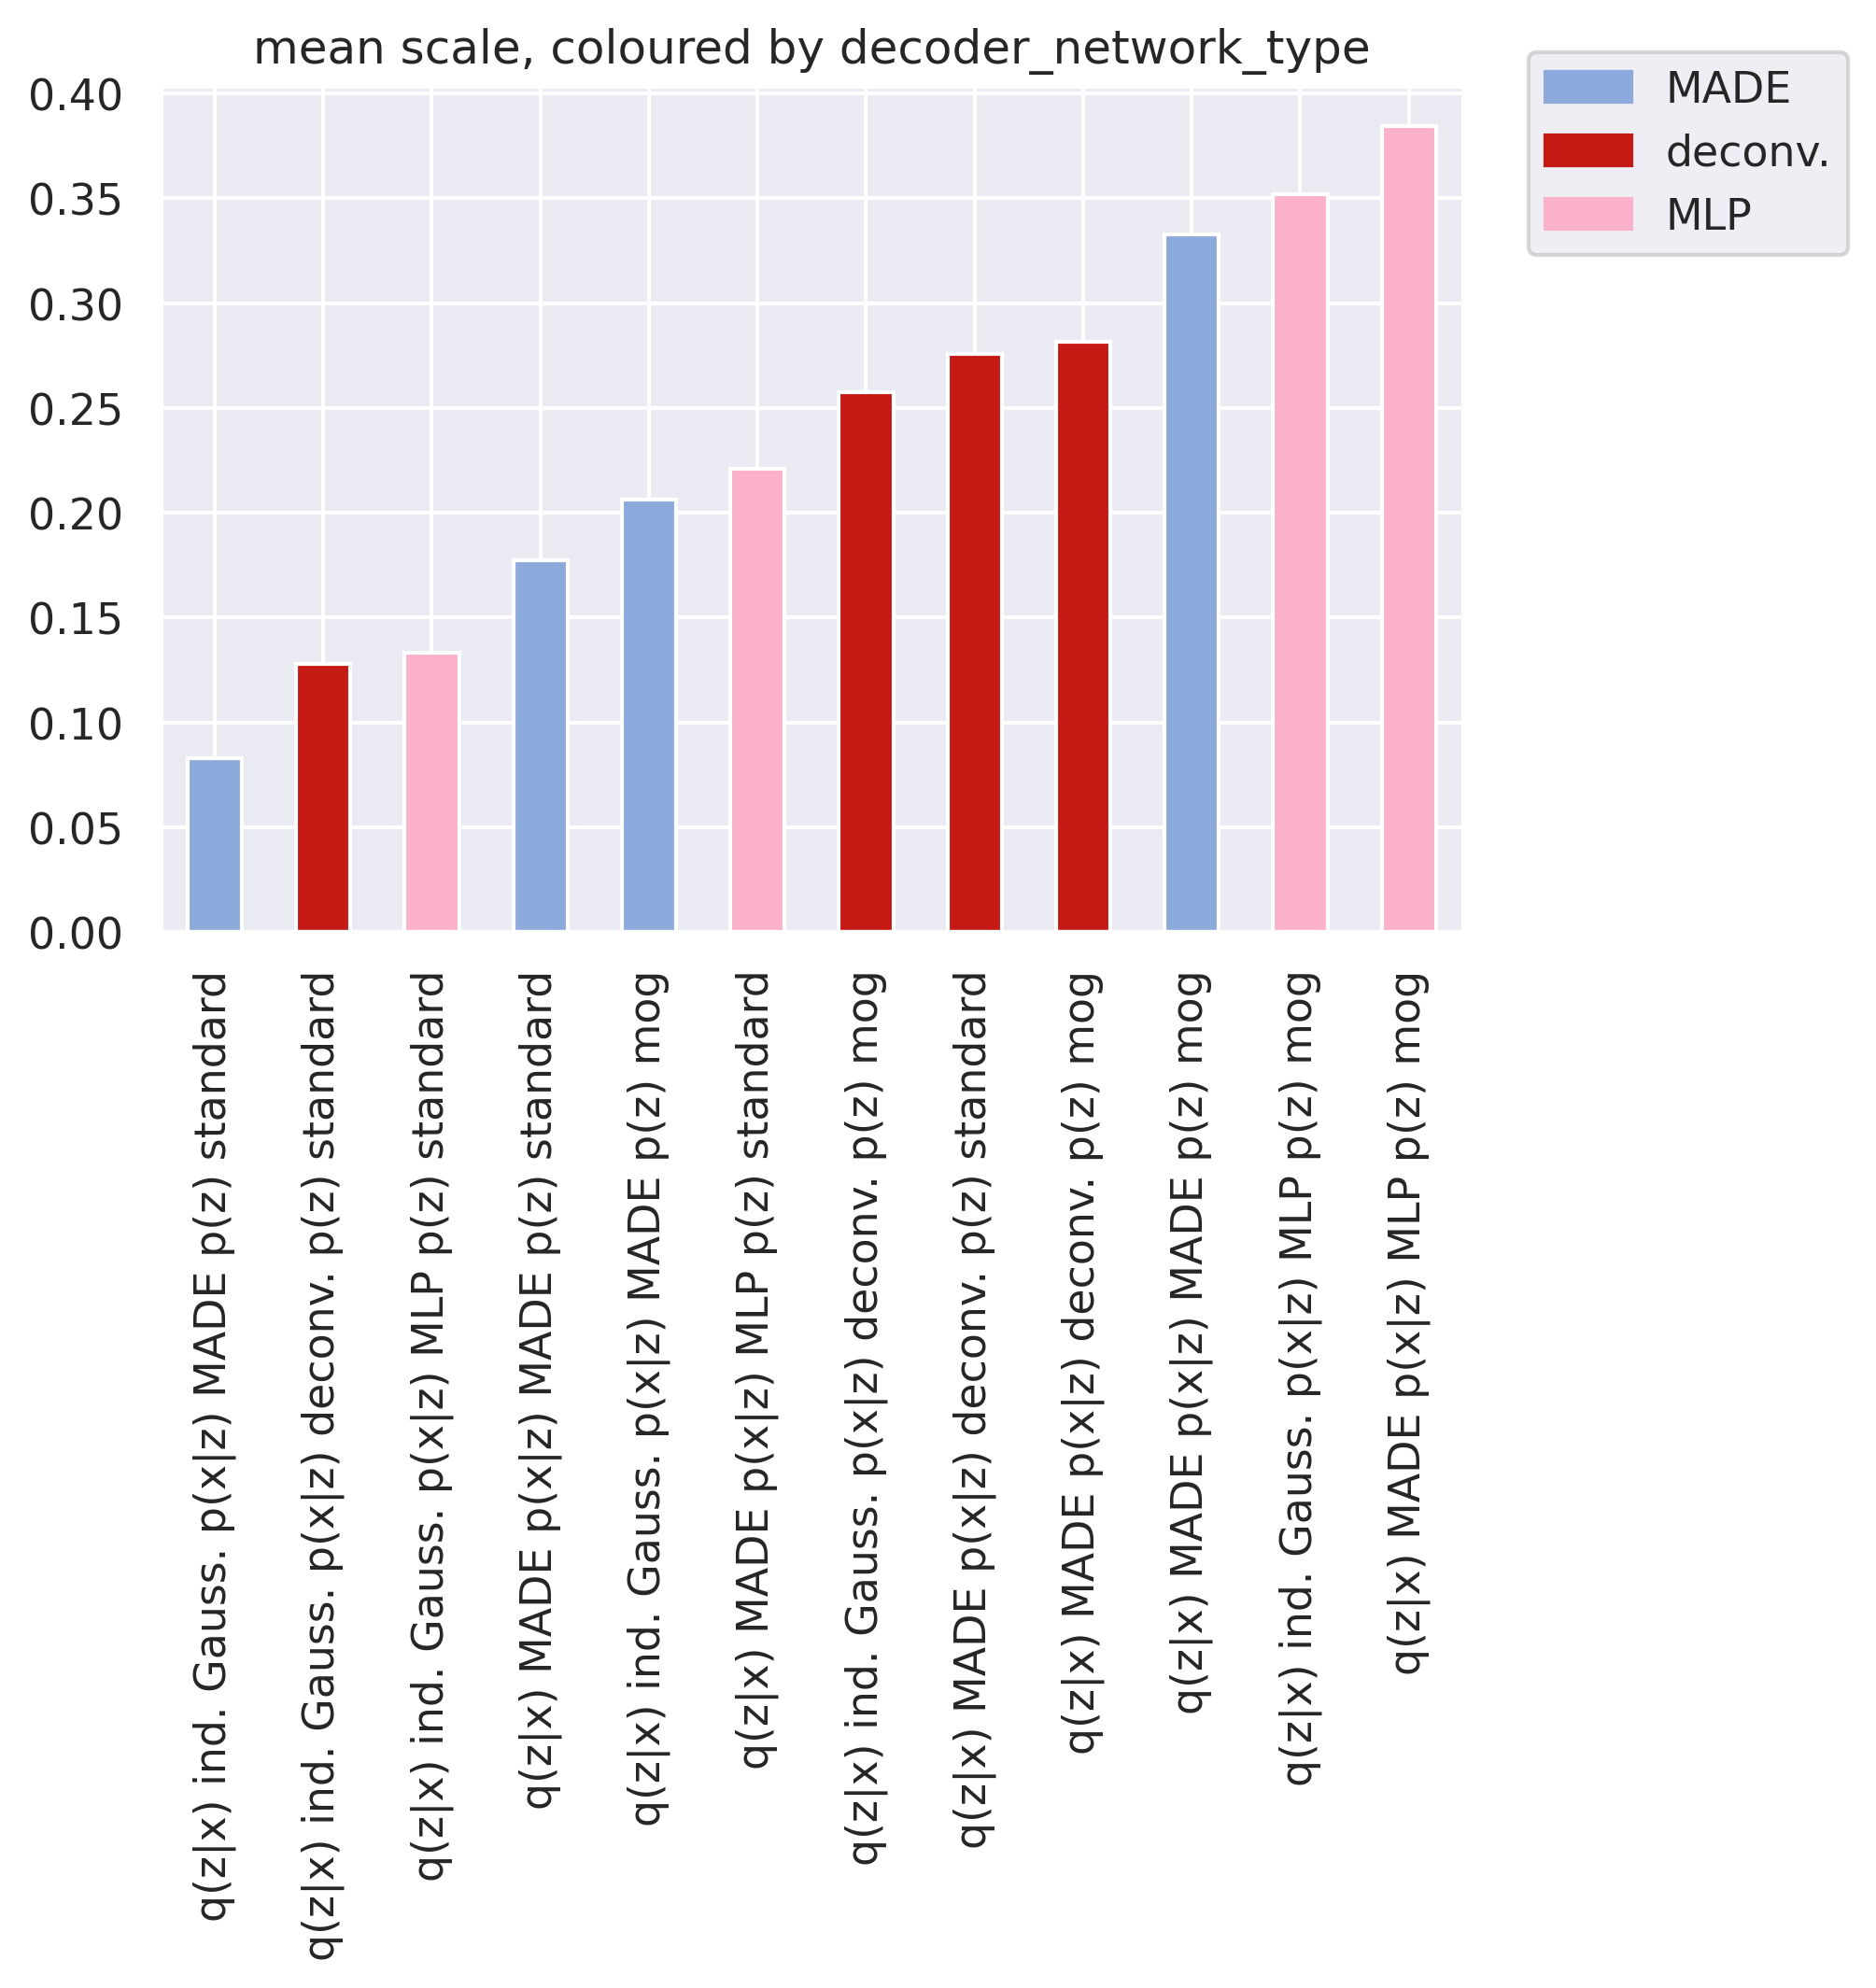 mean scale, coloured by decoder_network_type
MADE
deconv.
MLP
0.40
0.35
0.30
0.25
0.20
0.15
0.10
0.05
0.00
q(z|x) ind. Gauss. p(x|z) MADE p(z) standard
q(z|x) ind. Gauss. p(x|z) deconv. p(z) standard
q(z|x) ind. Gauss. p(x|z) MLP p(z) standard
q(z|x) MADE p(x|z) MADE p(z) standard
q(z|x) ind. Gauss. p(x|z) MADE p(z) mog
q(z|x) MADE p(x|z) MLP p(z) standard
q(z|x) ind. Gauss. p(x|z) deconv. p(z) mog
q(z|x) MADE p(x|z) deconv. p(z) standard
q(z|x) MADE p(x|z) deconv. p(z) mog
q(z|x) MADE p(x|z) MADE p(z) mog
q(z|x) ind. Gauss. p(x|z) MLP p(z) mog
q(z|x) MADE p(x|z) MLP p(z) mog